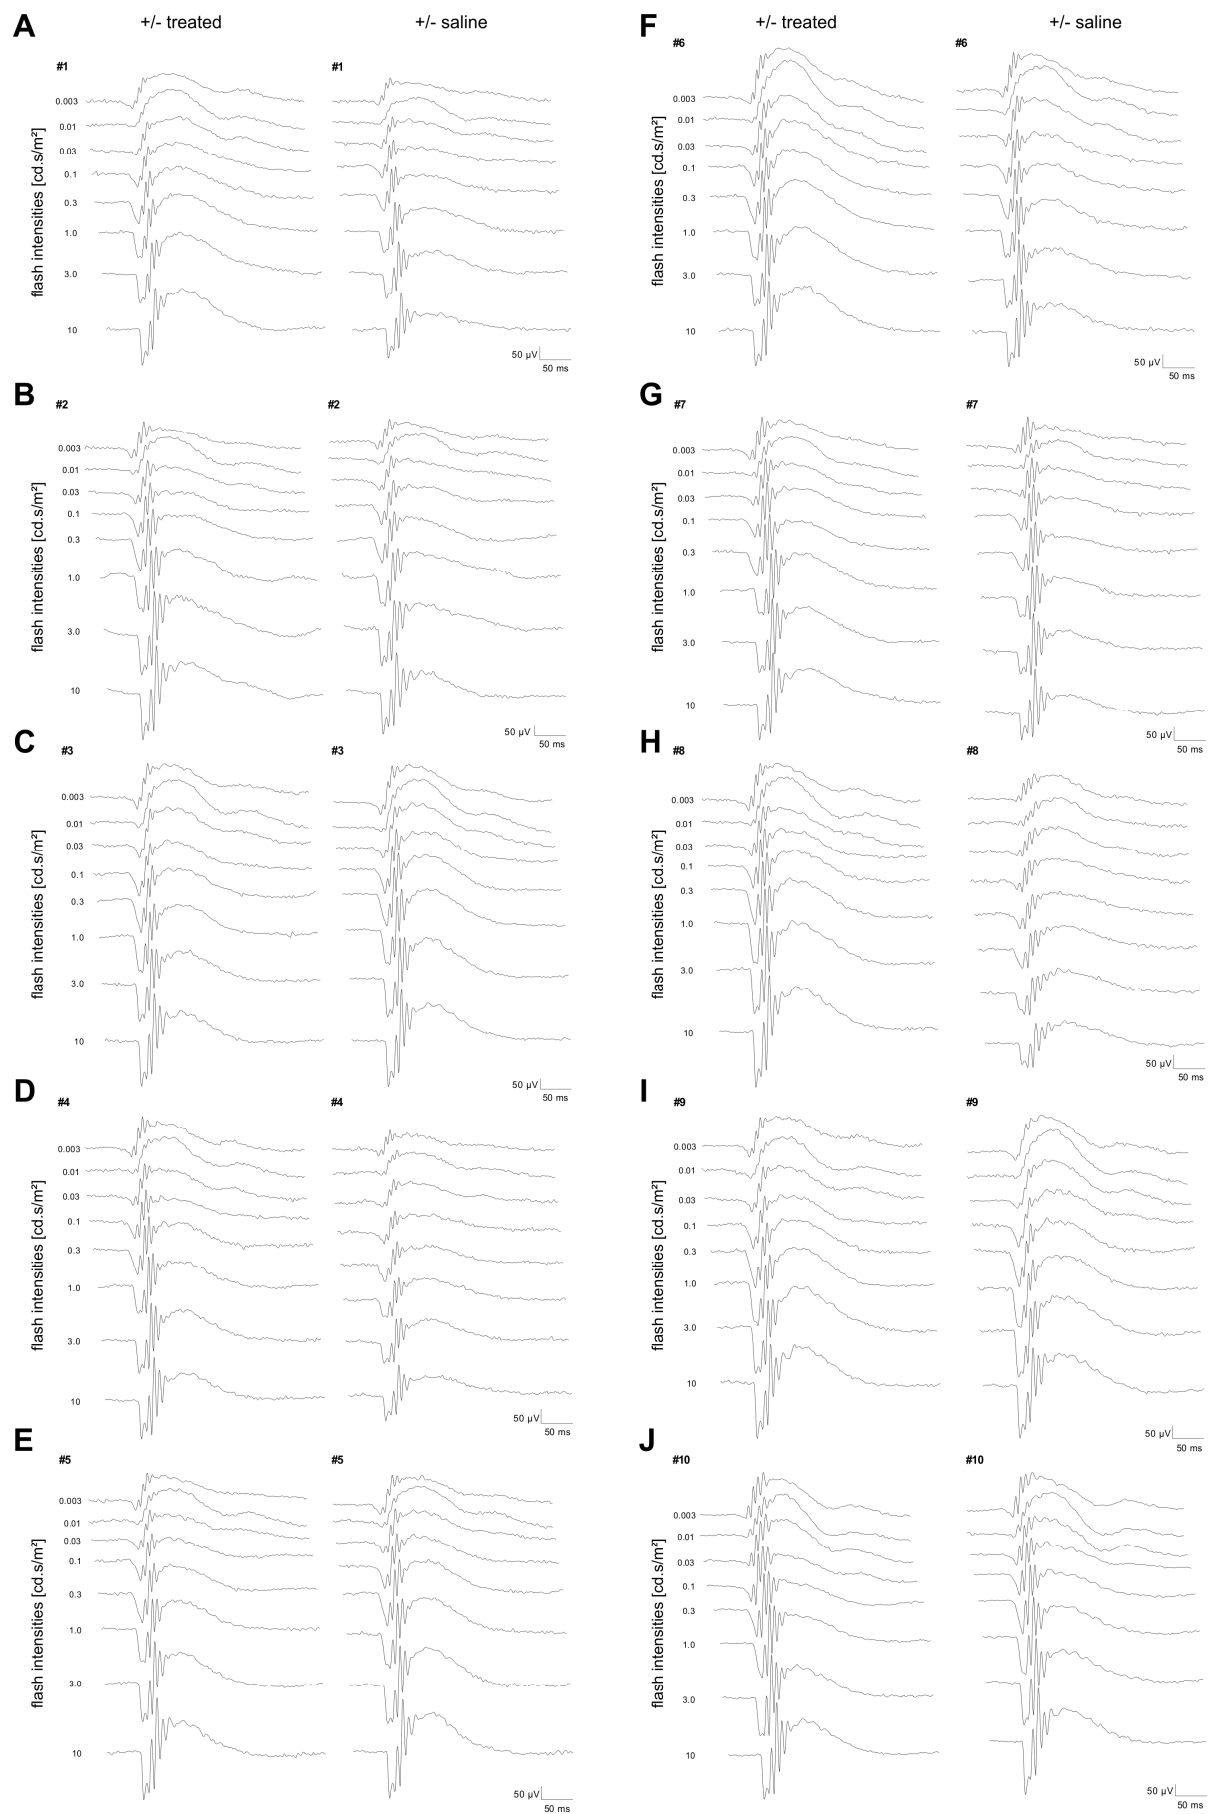 A
+/- treated
+/- saline
#1
#1
0.003
0.01
0.03
0.1
0.3
1.0
3.0
10
flash intensities [cd.s/m²]
50 µV
50 ms
B
#2
#2
0.003
0.01
0.03
0.1
0.3
1.0
3.0
10
flash intensities [cd.s/m²]
50 µV
50 ms
C
#3
#3
0.003
0.01
0.03
0.1
0.3
1.0
3.0
10
flash intensities [cd.s/m²]
50 µV
50 ms
D
#4
#4
0.003
0.01
0.03
0.1
0.3
1.0
3.0
10
flash intensities [cd.s/m²]
50 µV
50 ms
E
#5
#5
0.003
0.01
0.03
0.1
0.3
1.0
3.0
10
flash intensities [cd.s/m²]
50 µV
50 ms
F
+/- treated
+/- saline
#6
#6
0.003
0.01
0.03
0.1
0.3
1.0
3.0
10
flash intensities [cd.s/m²]
50 µV
50 ms
G
#7
#7
0.003
0.01
0.03
0.1
0.3
1.0
3.0
10
flash intensities [cd.s/m²]
50 µV
50 ms
H
#8
#8
0.003
0.01
0.03
0.1
0.3
1.0
3.0
10
flash intensities [cd.s/m²]
50 µV
50 ms
I
#9
#9
0.003
0.01
0.03
0.1
0.3
1.0
3.0
10
flash intensities [cd.s/m²]
50 µV
50 ms
J
#10
#10
0.003
0.01
0.03
0.1
0.3
1.0
3.0
10
flash intensities [cd.s/m²]
50 µV
50 ms